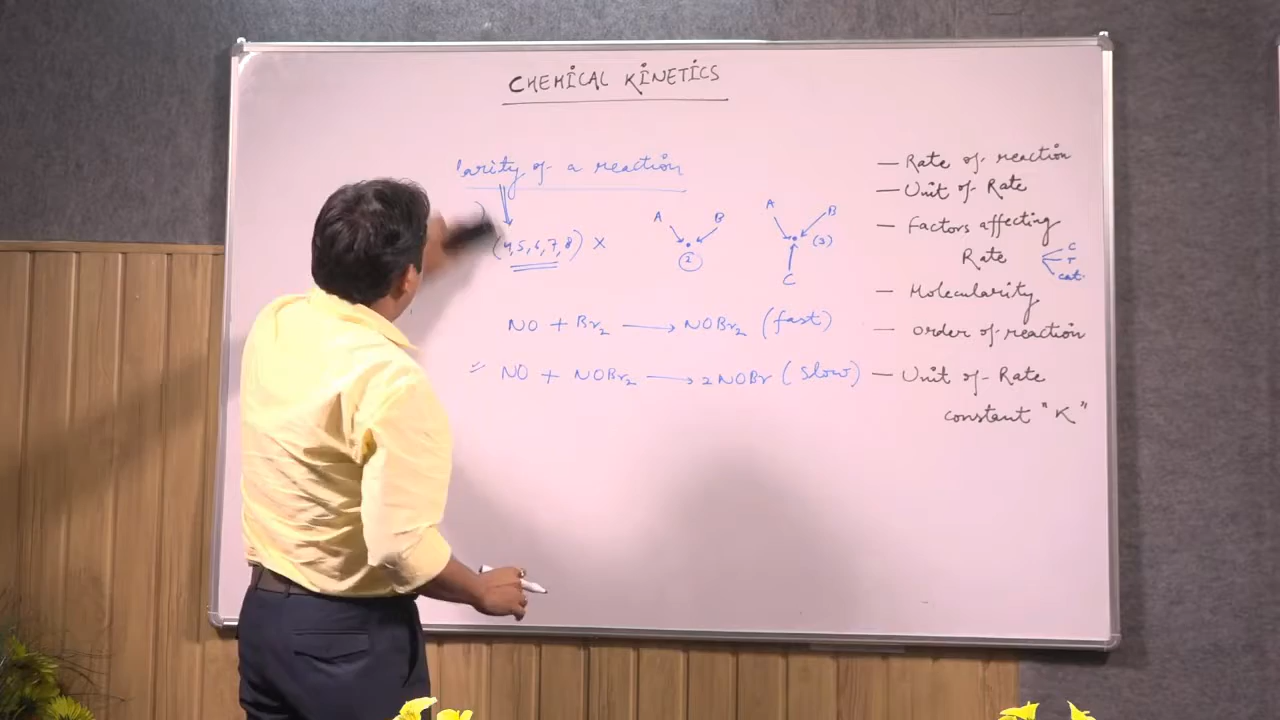 CHEMICAL KINETICS
larity of a reaction
(4,5,6,7,8) X
A B
2
A B
(3)
C
NO + Br₂ → NOBr₂ (fast)
NO + NOBr₂ → 2NOBr (slow)
— Rate of reaction
— Unit of Rate
— Factors affecting
Rate
C
T
cat.
— Molecularity
— order of reaction
— Unit of Rate
constant "K"